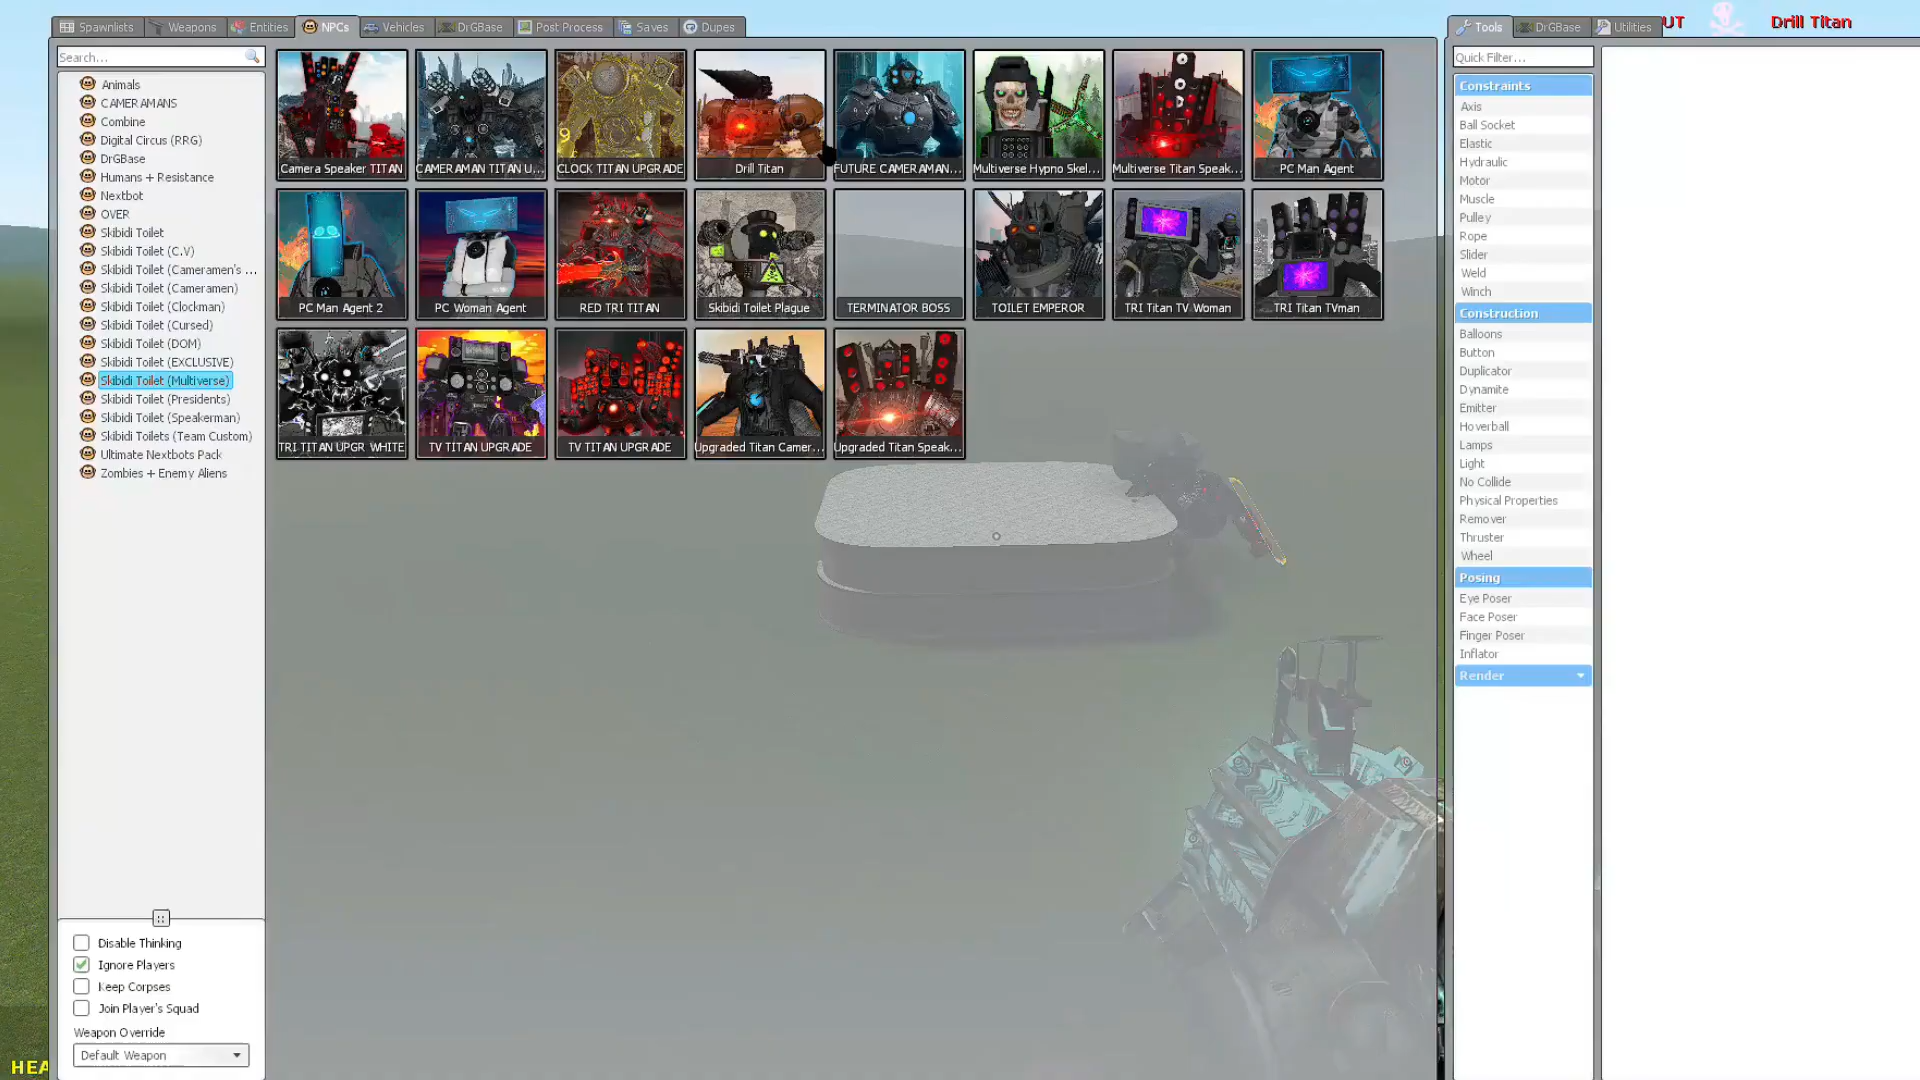 Spawnlists Weapons Entities NPCs Vehicles DrGBase Post Process Saves Dupes
Search...
Animals
CAMERAMANS
Combine
Digital Circus (RRG)
DrGBase
Humans + Resistance
Nextbot
OVER
Skibidi Toilet
Skibidi Toilet (C.V)
Skibidi Toilet (Cameramen's ...
Skibidi Toilet (Cameramen)
Skibidi Toilet (Clockman)
Skibidi Toilet (Cursed)
Skibidi Toilet (DOM)
Skibidi Toilet (EXCLUSIVE)
Skibidi Toilet (Multiverse)
Skibidi Toilet (Presidents)
Skibidi Toilet (Speakerman)
Skibidi Toilets (Team Custom)
Ultimate Nextbots Pack
Zombies + Enemy Aliens
Disable Thinking
Ignore Players
Keep Corpses
Join Player's Squad
Weapon Override
Default Weapon
HEA
Camera Speaker TITAN CAMERAMAN TITAN U... CLOCK TITAN UPGRADE Drill Titan FUTURE CAMERAMAN... Multiverse Hypno Skel... Multiverse Titan Speak... PC Man Agent
PC Man Agent 2 PC Woman Agent RED TRI TITAN Skibidi Toilet Plague TERMINATOR BOSS TOILET EMPEROR TRI Titan TV Woman TRI Titan TVman
TRI TITAN UPGR WHITE TV TITAN UPGRADE TV TITAN UPGRADE Upgraded Titan Camer... Upgraded Titan Speak...
Tools DrGBase Utilities
UT Drill Titan
Quick Filter...
Constraints
Axis
Ball Socket
Elastic
Hydraulic
Motor
Muscle
Pulley
Rope
Slider
Weld
Winch
Construction
Balloons
Button
Duplicator
Dynamite
Emitter
Hoverball
Lamps
Light
No Collide
Physical Properties
Remover
Thruster
Wheel
Posing
Eye Poser
Face Poser
Finger Poser
Inflator
Render